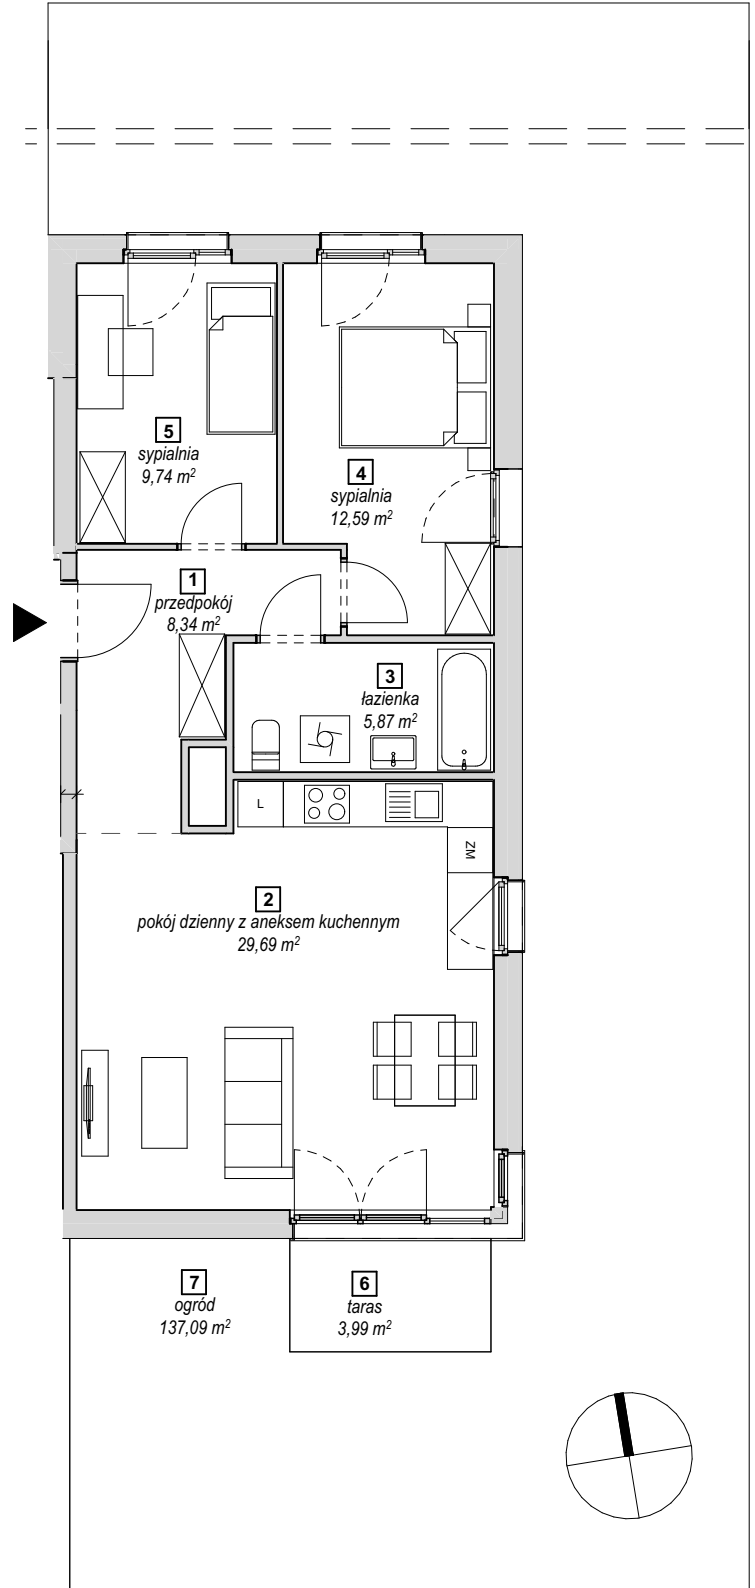 5
sypialnia
9,74 m²
4
sypialnia
12,59 m²
1
przedpokój
8,34 m²
3
łazienka
5,87 m²
L
ZM
2
pokój dzienny z aneksem kuchennym
29,69 m²
7
ogród
137,09 m²
6
taras
3,99 m²